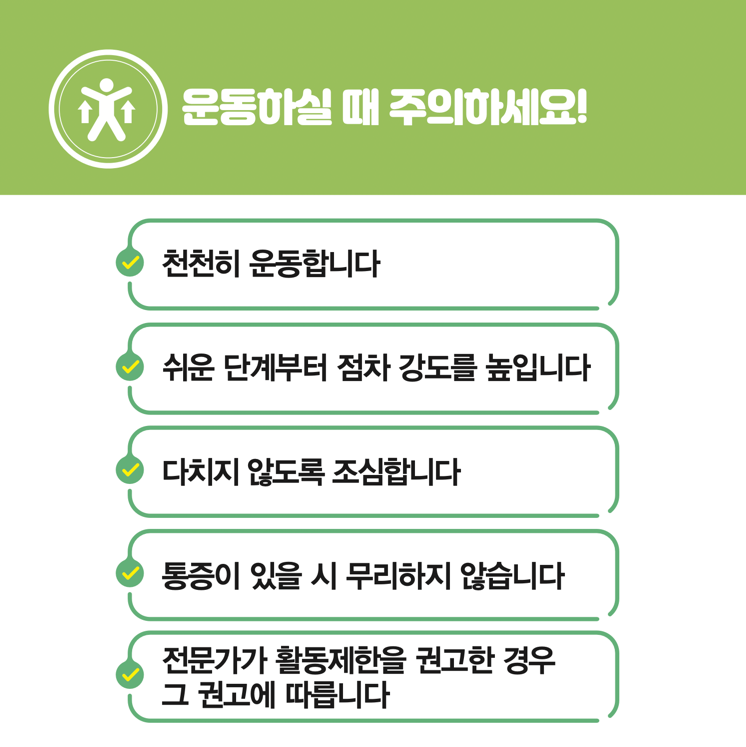 운동하실 때 주의하세요!
천천히 운동합니다
쉬운 단계부터 점차 강도를 높입니다
다치지 않도록 조심합니다
통증이 있을 시 무리하지 않습니다
전문가가 활동제한을 권고한 경우
그 권고에 따릅니다